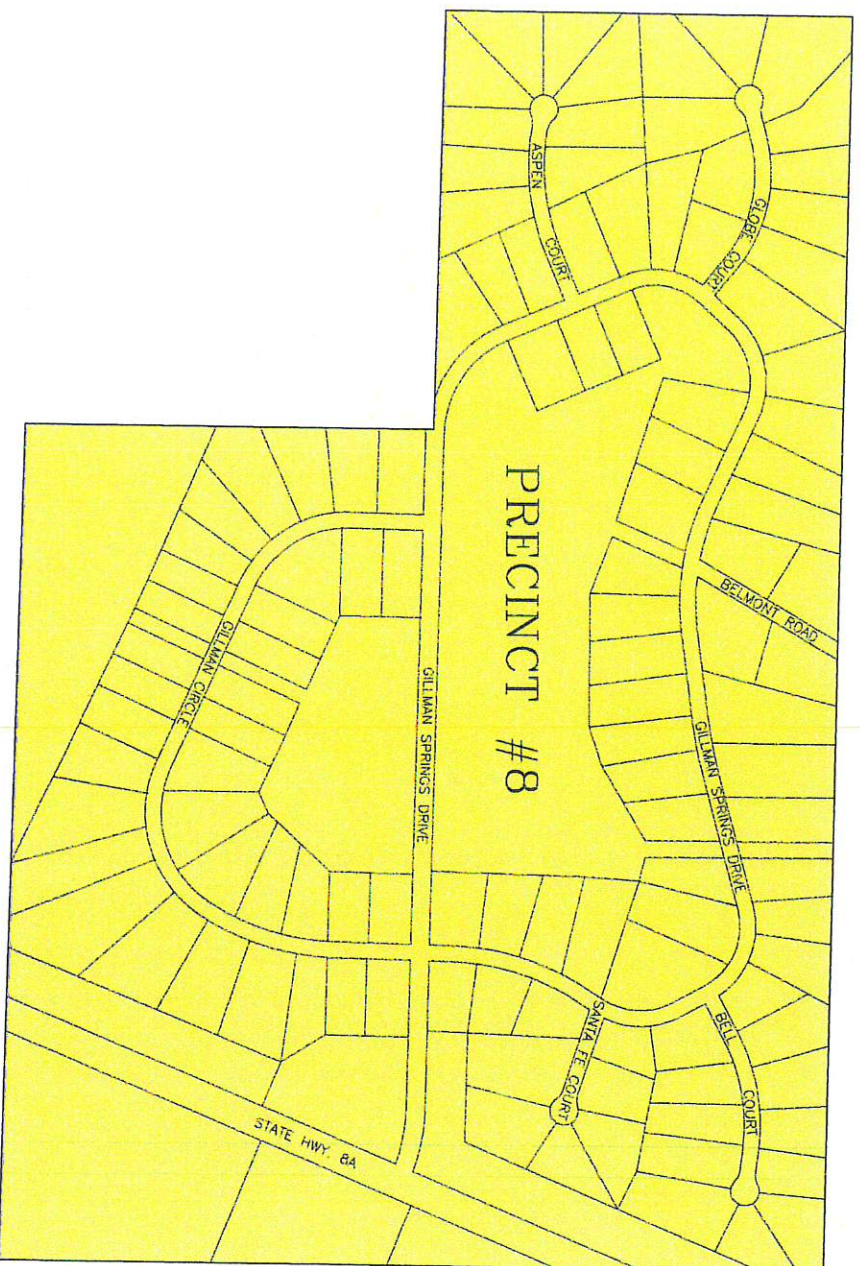 GLOBE COURT
ASPEN COURT
PRECINCT #8
BELMONT ROAD
GILLMAN SPRINGS DRIVE
GILLMAN SPRINGS DRIVE
GILLMAN CIRCLE
BELL COURT
SANTA FE COURT
STATE HWY. 8A